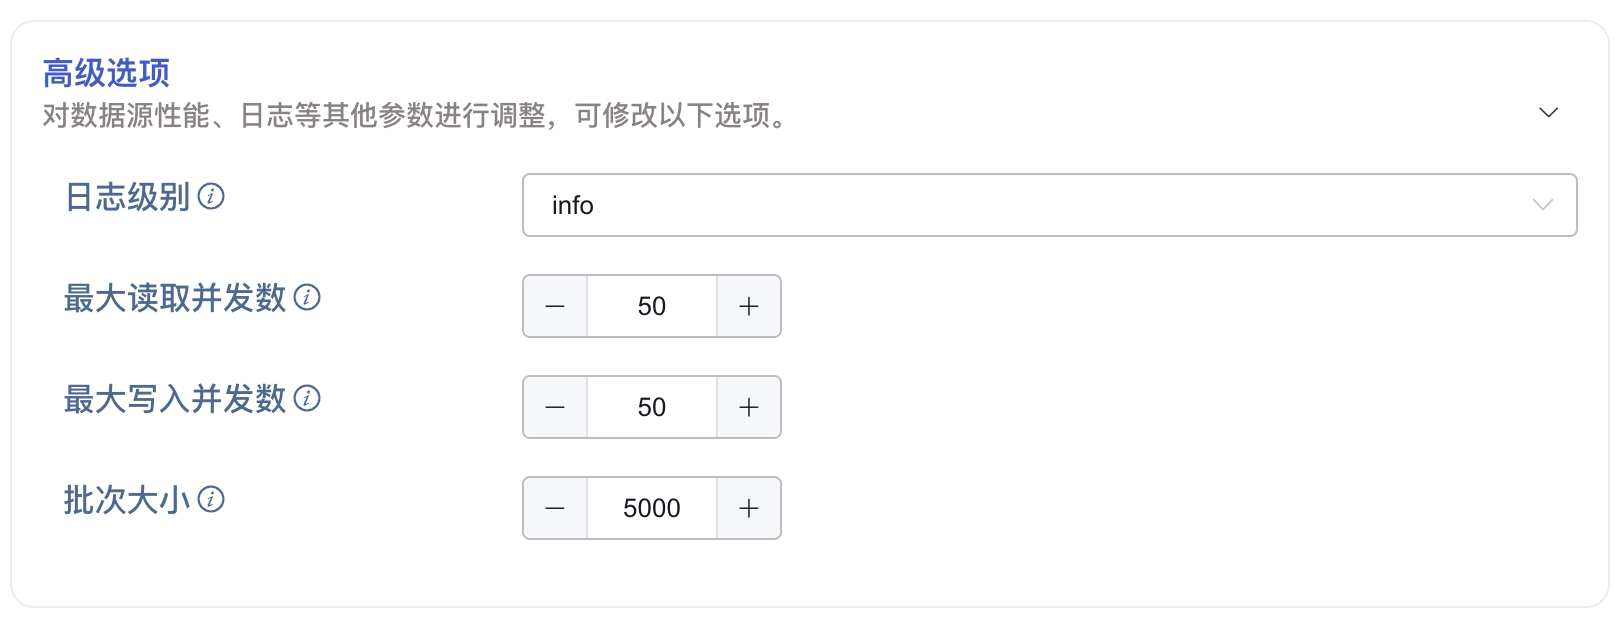 高级选项
对数据源性能、日志等其他参数进行调整，可修改以下选项。
日志级别 info
最大读取并发数 50
最大写入并发数 50
批次大小 5000